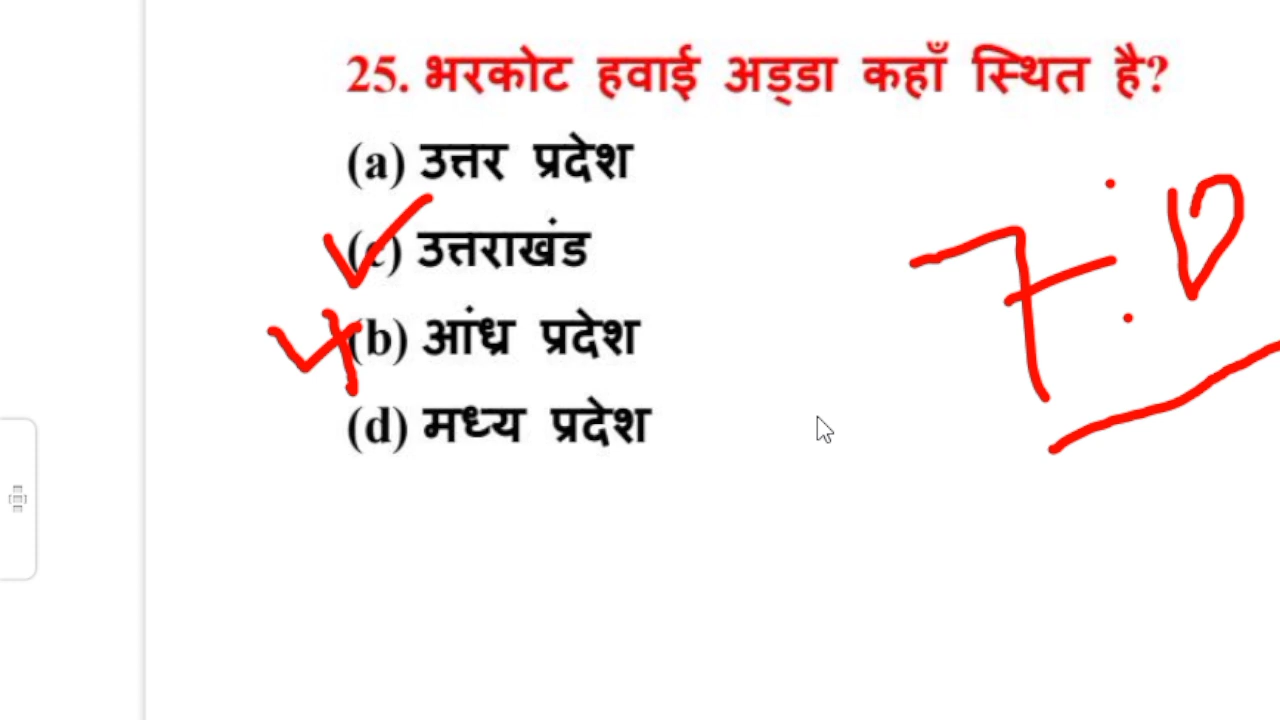 25. भरकोट हवाई अड्डा कहाँ स्थित है?
(a) उत्तर प्रदेश
(c) उत्तराखंड
(b) आंध्र प्रदेश
(d) मध्य प्रदेश